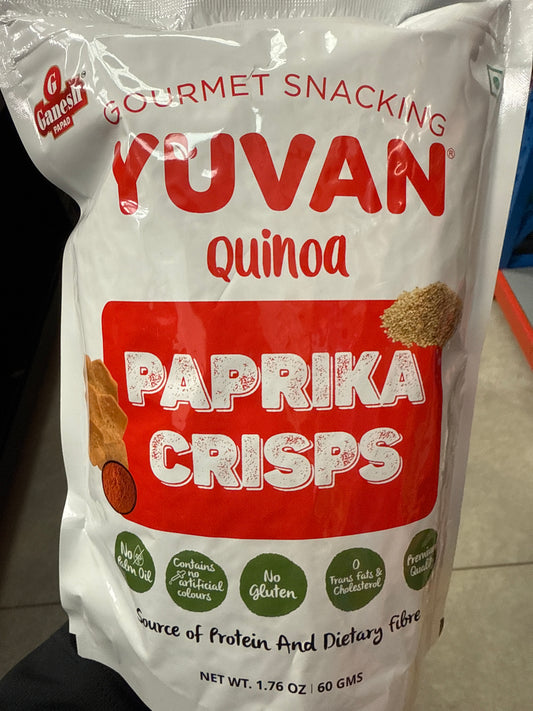 G
Ganesh
PAPAD
GOURMET SNACKING
YUVAN®
Quinoa
PAPRIKA
CRISPS
No
Palm Oil
Contains
no
artificial
colours
No
Gluten
0
Trans fats &
Cholesterol
Premium
Quality
Source of Protein And Dietary fibre
NET WT. 1.76 OZ | 60 GMS